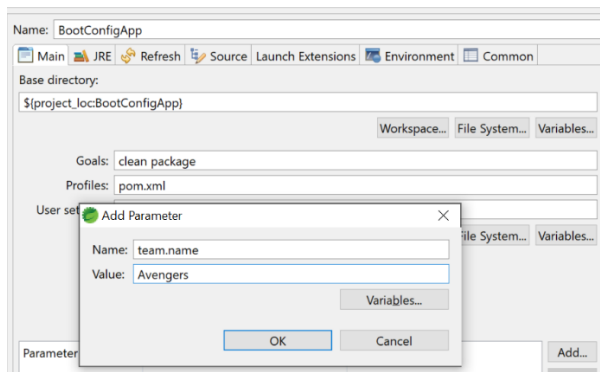 Name: BootConfigApp
Main JRE Refresh Source Launch Extensions Environment Common
Base directory:
${project_loc:BootConfigApp}
Workspace... File System... Variables...
Goals: clean package
Profiles: pom.xml
User set
Add Parameter
File System... Variables...
Name: team.name
Value: Avengers
Variables...
OK Cancel
Parameter Add...